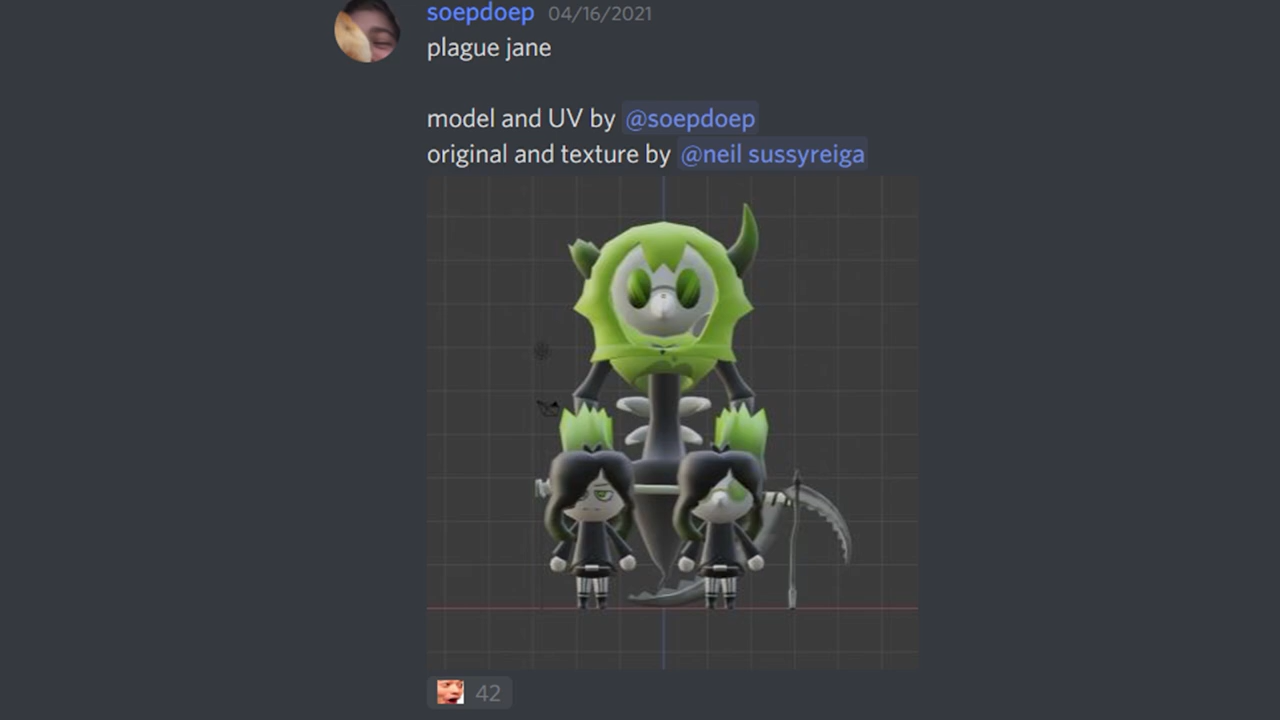 soepdoep 04/16/2021
plague jane
model and UV by @soepdoep
original and texture by @neil sussyreiga
42